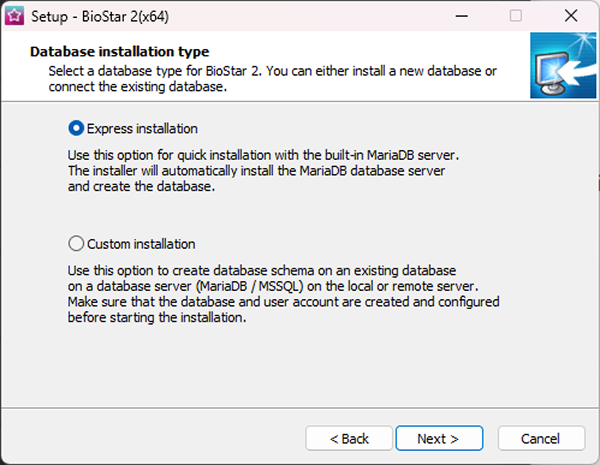 Setup - BioStar 2(x64)
Database installation type
Select a database type for BioStar 2. You can either install a new database or
connect the existing database.
Express installation
Use this option for quick installation with the built-in MariaDB server.
The installer will automatically install the MariaDB database server
and create the database.
Custom installation
Use this option to create database schema on an existing database
on a database server (MariaDB / MSSQL) on the local or remote server.
Make sure that the database and user account are created and configured
before starting the installation.
< Back
Next >
Cancel